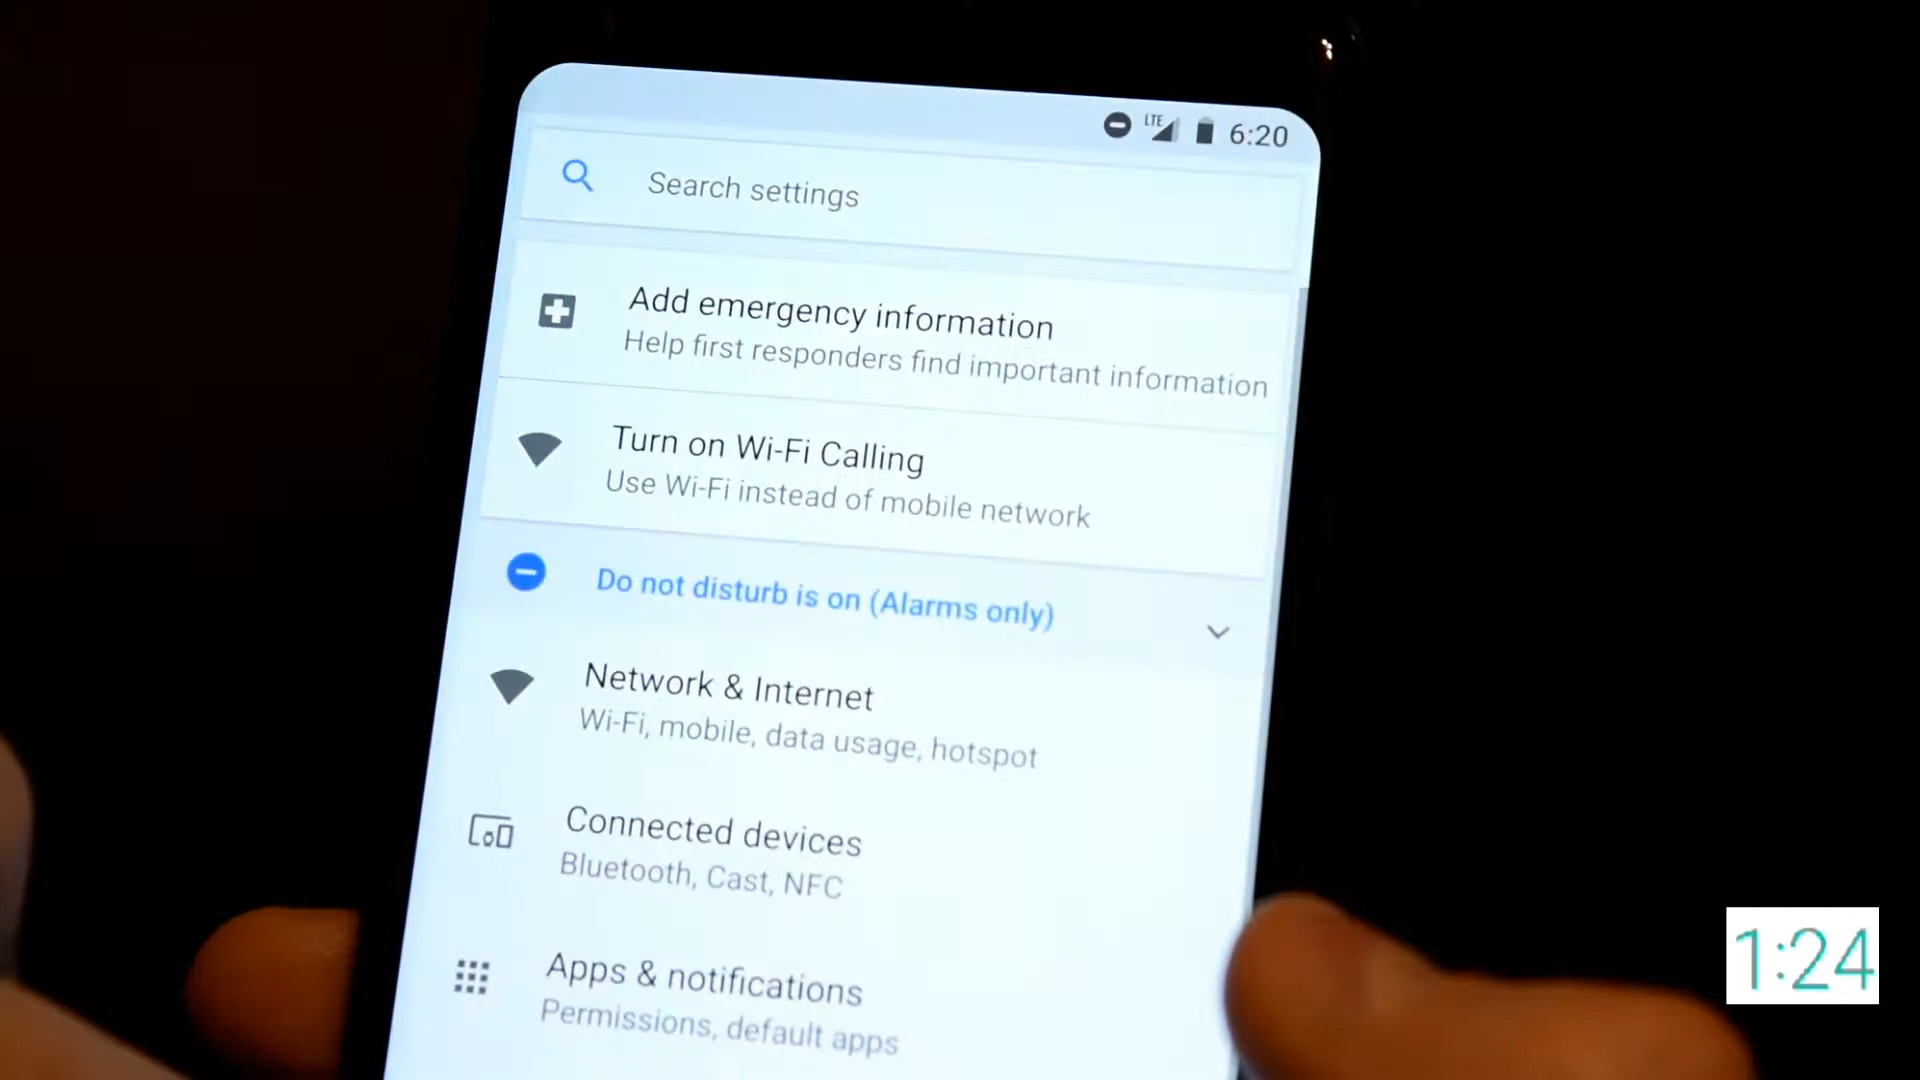 LTE 6:20
Search settings
Add emergency information
Help first responders find important information
Turn on Wi-Fi Calling
Use Wi-Fi instead of mobile network
Do not disturb is on (Alarms only)
Network & Internet
Wi-Fi, mobile, data usage, hotspot
Connected devices
Bluetooth, Cast, NFC
Apps & notifications
Permissions, default apps
1:24